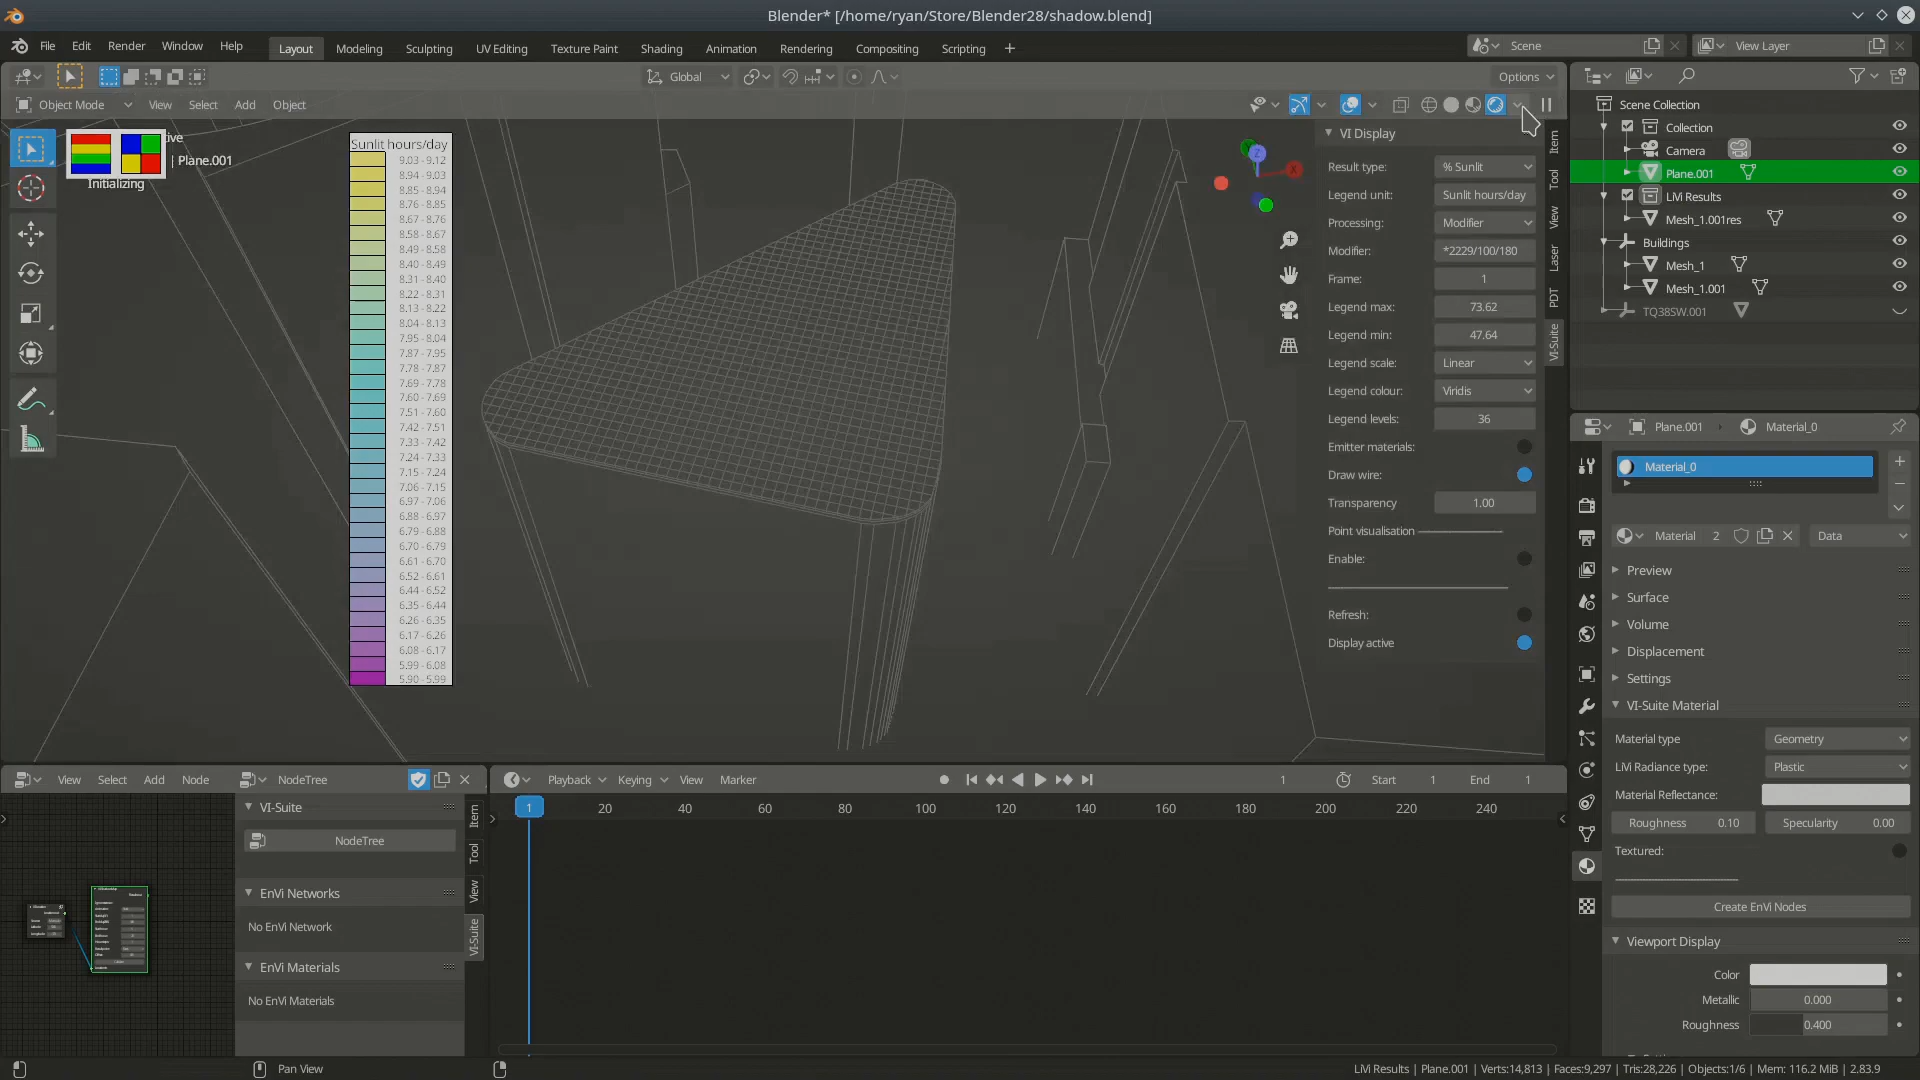 Blender* [/home/ryan/Store/Blender28/shadow.blend]
File Edit Render Window Help Layout Modeling Sculpting UV Editing Texture Paint Shading Animation Rendering Compositing Scripting +
Scene
View Layer
Global
Options
Object Mode View Select Add Object
tive
| Plane.001
Initializing
Sunlit hours/day
9.03 - 9.12
8.94 - 9.03
8.85 - 8.94
8.76 - 8.85
8.67 - 8.76
8.58 - 8.67
8.49 - 8.58
8.40 - 8.49
8.31 - 8.40
8.22 - 8.31
8.13 - 8.22
8.04 - 8.13
7.95 - 8.04
7.87 - 7.95
7.78 - 7.87
7.69 - 7.78
7.60 - 7.69
7.51 - 7.60
7.42 - 7.51
7.33 - 7.42
7.24 - 7.33
7.15 - 7.24
7.06 - 7.15
6.97 - 7.06
6.88 - 6.97
6.79 - 6.88
6.70 - 6.79
6.61 - 6.70
6.52 - 6.61
6.44 - 6.52
6.35 - 6.44
6.26 - 6.35
6.17 - 6.26
6.08 - 6.17
5.99 - 6.08
5.90 - 5.99
Z
X
VI Display
Result type: % Sunlit
Legend unit: Sunlit hours/day
Processing: Modifier
Modifier: *2229/100/180
Frame: 1
Legend max: 73.62
Legend min: 47.64
Legend scale: Linear
Legend colour: Viridis
Legend levels: 36
Emitter materials:
Draw wire:
Transparency 1.00
Point visualisation
Enable:
Refresh:
Display active
Item
Tool
View
Laser
PDT
VI-Suite
Scene Collection
Collection
Camera
Plane.001
LiVi Results
Mesh_1.001res
Buildings
Mesh_1
Mesh_1.001
TQ38SW.001
Plane.001 Material_0
Material_0
Material 2 Data
Preview
Surface
Volume
Displacement
Settings
VI-Suite Material
Material type Geometry
LiVi Radiance type: Plastic
Material Reflectance:
Roughness 0.10 Specularity 0.00
Textured:
Create EnVi Nodes
Viewport Display
Color
Metallic 0.000
Roughness 0.400
View Select Add Node NodeTree
VI-Suite
NodeTree
EnVi Networks
No EnVi Network
EnVi Materials
No EnVi Materials
Item
Tool
View
VI-Suite
Playback Keying View Marker 1 Start 1 End 1
1 20 40 60 80 100 120 140 160 180 200 220 240
Pan View
LiVi Results | Plane.001 | Verts:14,813 | Faces:9,297 | Tris:28,226 | Objects:1/6 | Mem: 116.2 MiB | 2.83.9